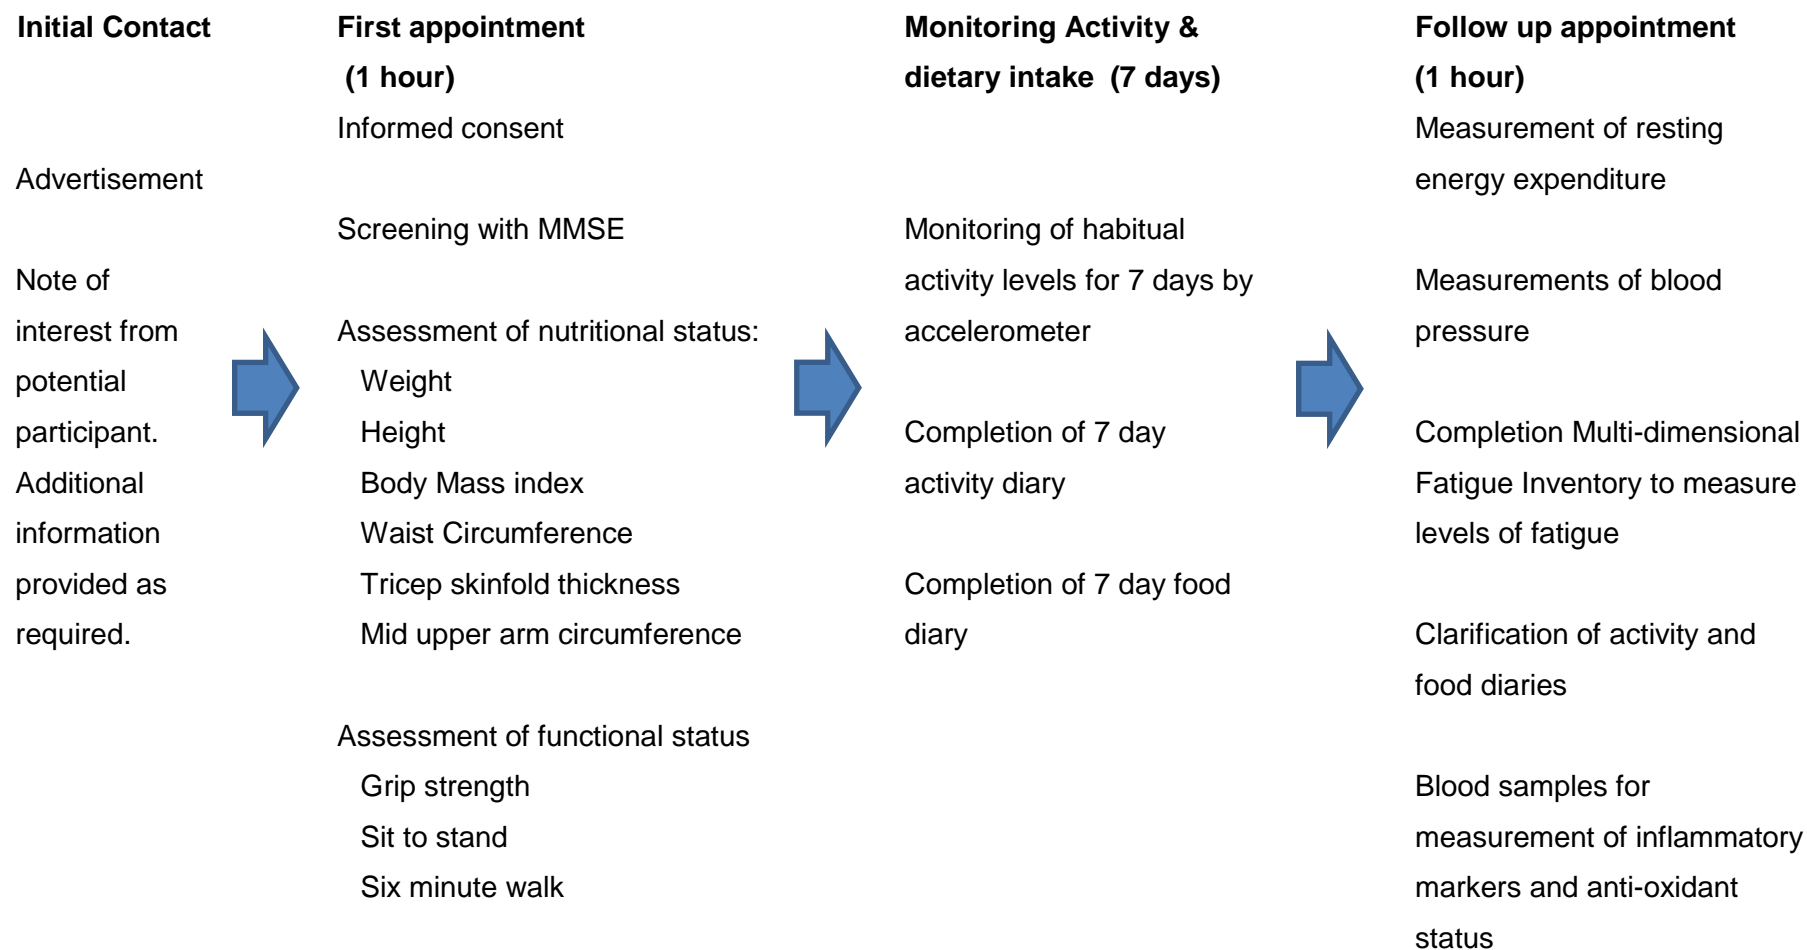 Initial Contact
Advertisement
Note of
interest from
potential
participant.
Additional
information
provided as
required.
First appointment
(1 hour)
Informed consent
Screening with MMSE
Assessment of nutritional status:
Weight
Height
Body Mass index
Waist Circumference
Tricep skinfold thickness
Mid upper arm circumference
Assessment of functional status
Grip strength
Sit to stand
Six minute walk
Monitoring Activity &
dietary intake (7 days)
Monitoring of habitual
activity levels for 7 days by
accelerometer
Completion of 7 day
activity diary
Completion of 7 day food
diary
Follow up appointment
(1 hour)
Measurement of resting
energy expenditure
Measurements of blood
pressure
Completion Multi-dimensional
Fatigue Inventory to measure
levels of fatigue
Clarification of activity and
food diaries
Blood samples for
measurement of inflammatory
markers and anti-oxidant
status